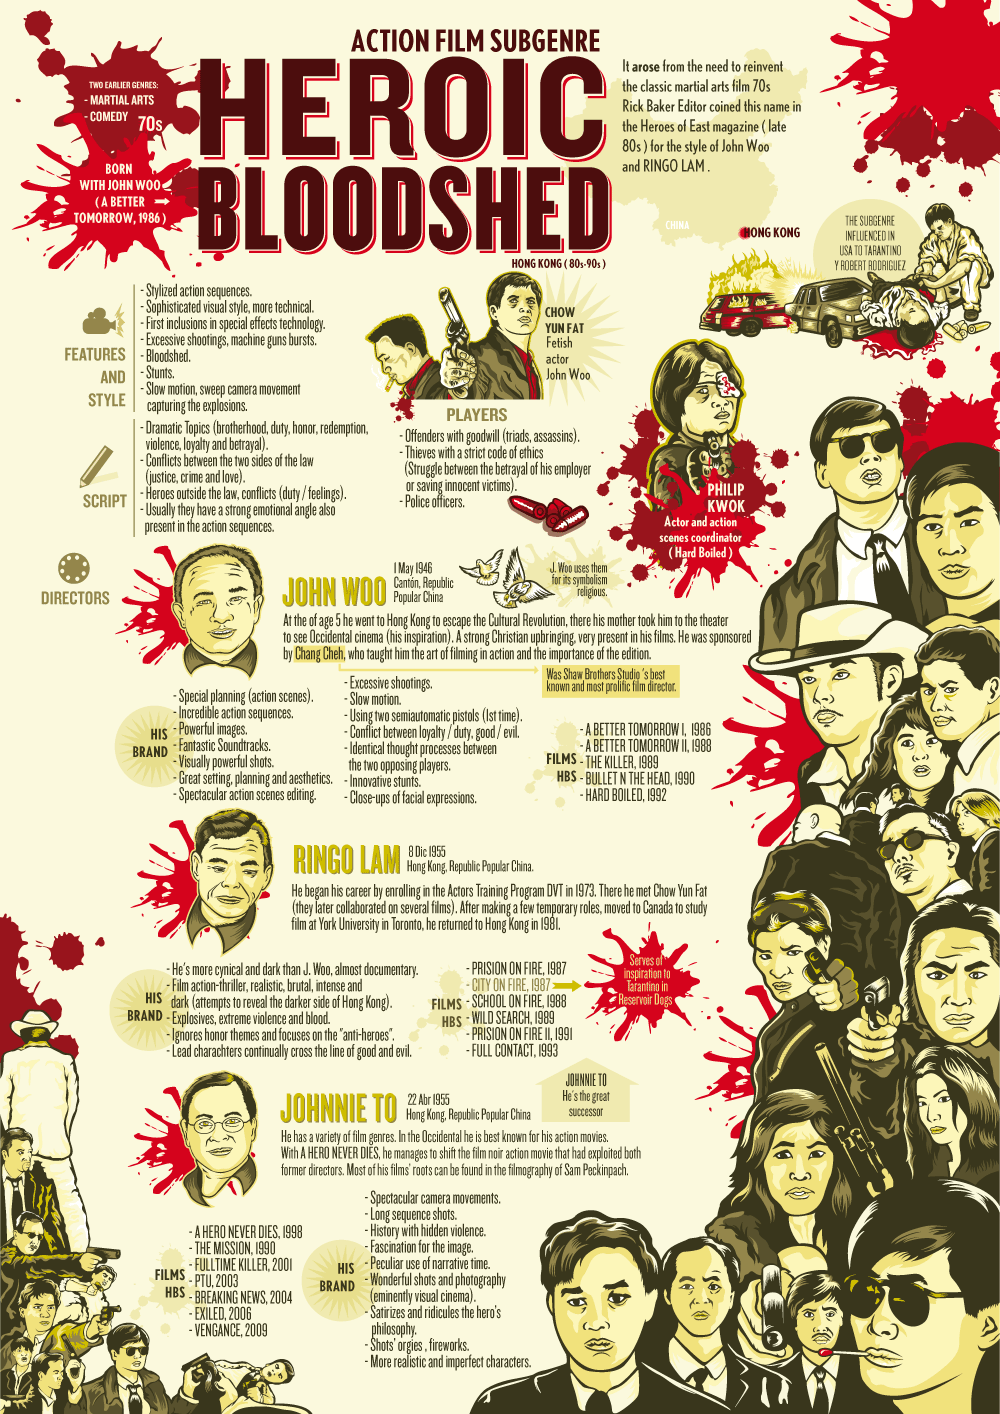 ACTION FILM SUBGENRE
HEROIC
BLOODSHED
HONG KONG ( 80s-90s )
TWO EARLIER GENRES:
- MARTIAL ARTS
- COMEDY
70s
BORN
WITH JOHN WOO
( A BETTER
TOMORROW, 1986 )
It arose from the need to reinvent
the classic martial arts film 70s
Rick Baker Editor coined this name in
the Heroes of East magazine ( late
80s ) for the style of John Woo
and RINGO LAM .
CHINA
HONG KONG
THE SUBGENRE
INFLUENCED IN
USA TO TARANTINO
Y ROBERT RODRIGUEZ
FEATURES
AND
STYLE
- Stylized action sequences.
- Sophisticated visual style, more technical.
- First inclusions in special effects technology.
- Excessive shootings, machine guns bursts.
- Bloodshed.
- Stunts.
- Slow motion, sweep camera movement
capturing the explosions.
SCRIPT
- Dramatic Topics (brotherhood, duty, honor, redemption,
violence, loyalty and betrayal).
- Conflicts between the two sides of the law
(justice, crime and love).
- Heroes outside the law, conflicts (duty / feelings).
- Usually they have a strong emotional angle also
present in the action sequences.
CHOW
YUN FAT
Fetish
actor
John Woo
PLAYERS
- Offenders with goodwill (triads, assassins).
- Thieves with a strict code of ethics
(Struggle between the betrayal of his employer
or saving innocent victims).
- Police officers.
PHILIP
KWOK
Actor and action
scenes coordinator
( Hard Boiled )
DIRECTORS
JOHN WOO
1 May 1946
Cantón, Republic
Popular China
J. Woo uses them
for its symbolism
religious.
At the of age 5 he went to Hong Kong to escape the Cultural Revolution, there his mother took him to the theater
to see Occidental cinema (his inspiration). A strong Christian upbringing, very present in his films. He was sponsored
by Chang Cheh, who taught him the art of filming in action and the importance of the edition.
Was Shaw Brothers Studio 's best
known and most prolific film director.
HIS
BRAND
- Special planning (action scenes).
- Incredible action sequences.
- Powerful images.
- Fantastic Soundtracks.
- Visually powerful shots.
- Great setting, planning and aesthetics.
- Spectacular action scenes editing.
- Excessive shootings.
- Slow motion.
- Using two semiautomatic pistols (1st time).
- Conflict between loyalty / duty, good / evil.
- Identical thought processes between
the two opposing players.
- Innovative stunts.
- Close-ups of facial expressions.
FILMS
HBS
- A BETTER TOMORROW I, 1986
- A BETTER TOMORROW II, 1988
- THE KILLER, 1989
- BULLET N THE HEAD, 1990
- HARD BOILED, 1992
RINGO LAM
8 Dic 1955
Hong Kong, Republic Popular China.
He began his career by enrolling in the Actors Training Program DVT in 1973. There he met Chow Yun Fat
(they later collaborated on several films). After making a few temporary roles, moved to Canada to study
film at York University in Toronto, he returned to Hong Kong in 1981.
HIS
BRAND
- He's more cynical and dark than J. Woo, almost documentary.
- Film action-thriller, realistic, brutal, intense and
dark (attempts to reveal the darker side of Hong Kong).
- Explosives, extreme violence and blood.
- Ignores honor themes and focuses on the "anti-heroes".
- Lead charachters continually cross the line of good and evil.
FILMS
HBS
- PRISION ON FIRE, 1987
- CITY ON FIRE, 1987
- SCHOOL ON FIRE, 1988
- WILD SEARCH, 1989
- PRISION ON FIRE II, 1991
- FULL CONTACT, 1993
Serves of
inspiration to
Tarantino in
Reservoir Dogs
JOHNNIE TO
He's the great
successor
JOHNNIE TO
22 Abr 1955
Hong Kong, Republic Popular China
He has a variety of film genres. In the Occidental he is best known for his action movies.
With A HERO NEVER DIES, he manages to shift the film noir action movie that had exploited both
former directors. Most of his films' roots can be found in the filmography of Sam Peckinpach.
FILMS
HBS
- A HERO NEVER DIES, 1998
- THE MISSION, 1990
- FULLTIME KILLER, 2001
- PTU, 2003
- BREAKING NEWS, 2004
- EXILED, 2006
- VENGANCE, 2009
HIS
BRAND
- Spectacular camera movements.
- Long sequence shots.
- History with hidden violence.
- Fascination for the image.
- Peculiar use of narrative time.
- Wonderful shots and photography
(eminently visual cinema).
- Satirizes and ridicules the hero's
philosophy.
- Shots' orgies , fireworks.
- More realistic and imperfect characters.